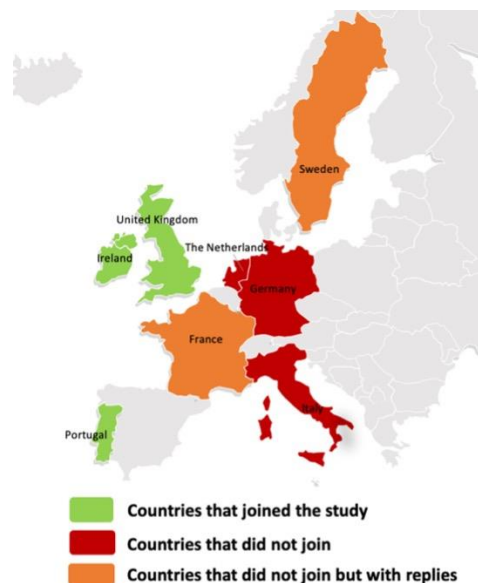 Sweden
United Kingdom
The Netherlands
Ireland
Germany
France
Italy
Portugal
Countries that joined the study
Countries that did not join
Countries that did not join but with replies